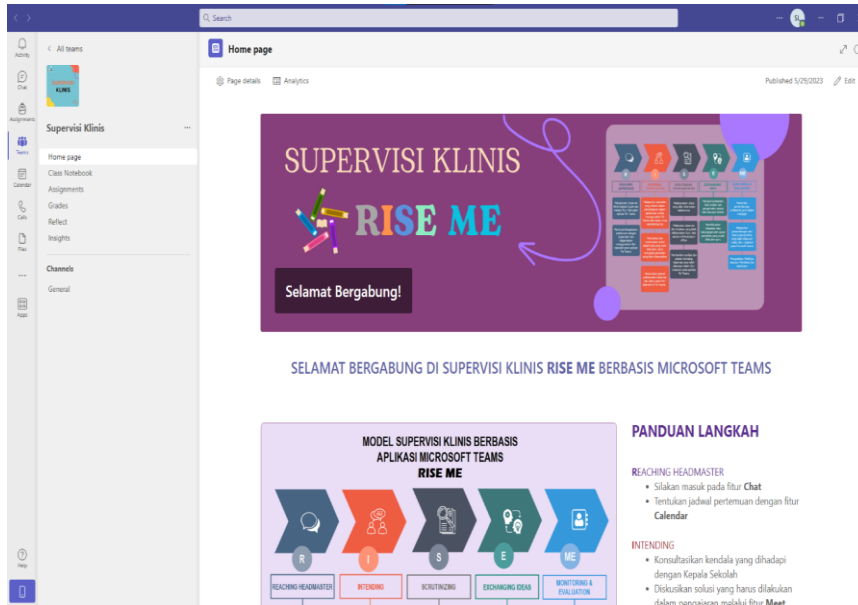 Search
SL
Activity
Chat
Assignments
Teams
Calendar
Calls
Files
Apps
Help
All teams
SUPERVISI
KLINIS
Supervisi Klinis
Home page
Class Notebook
Assignments
Grades
Reflect
Insights
Channels
General
Home page
Page details
Analytics
Published 5/29/2023
Edit
SUPERVISI KLINIS
RISE ME
Selamat Bergabung!
SELAMAT BERGABUNG DI SUPERVISI KLINIS RISE ME BERBASIS MICROSOFT TEAMS
MODEL SUPERVISI KLINIS BERBASIS
APLIKASI MICROSOFT TEAMS
RISE ME
R I S E ME
REACHING HEADMASTER
INTENDING
SCRUTINIZING
EXCHANGING IDEAS
MONITORING &
EVALUATION
PANDUAN LANGKAH
REACHING HEADMASTER
• Silakan masuk pada fitur Chat
• Tentukan jadwal pertemuan dengan fitur
Calendar
INTENDING
• Konsultasikan kendala yang dihadapi
dengan Kepala Sekolah
• Diskusikan solusi yang harus dilakukan
dalam pengajaran melalui fitur Meet